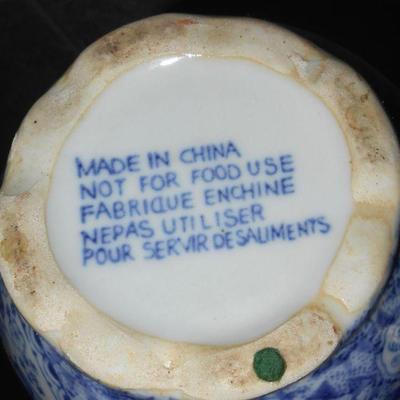 MADE IN CHINA
NOT FOR FOOD USE
FABRIQUE ENCHINE
NEPAS UTILISER
POUR SERVIR DESALIMENTS